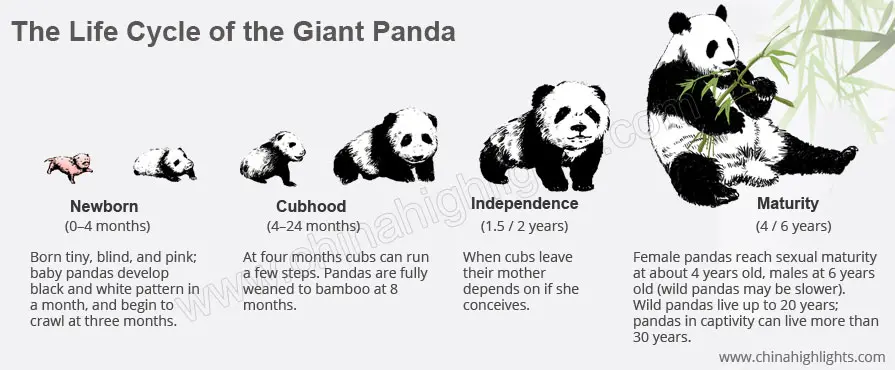 The Life Cycle of the Giant Panda
Newborn
(0–4 months)
Born tiny, blind, and pink;
baby pandas develop
black and white pattern in
a month, and begin to
crawl at three months.
Cubhood
(4–24 months)
At four months cubs can run
a few steps. Pandas are fully
weaned to bamboo at 8
months.
Independence
(1.5 / 2 years)
When cubs leave
their mother
depends on if she
conceives.
Maturity
(4 / 6 years)
Female pandas reach sexual maturity
at about 4 years old, males at 6 years
old (wild pandas may be slower).
Wild pandas live up to 20 years;
pandas in captivity can live more than
30 years.
www.chinahighlights.com
www.chinahighlights.com